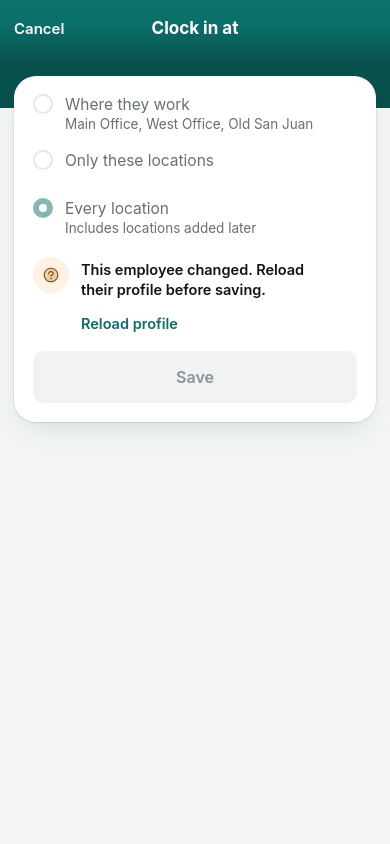 Cancel
Clock in at
Where they work
Main Office, West Office, Old San Juan
Only these locations
Every location
Includes locations added later
This employee changed. Reload
their profile before saving.
Reload profile
Save